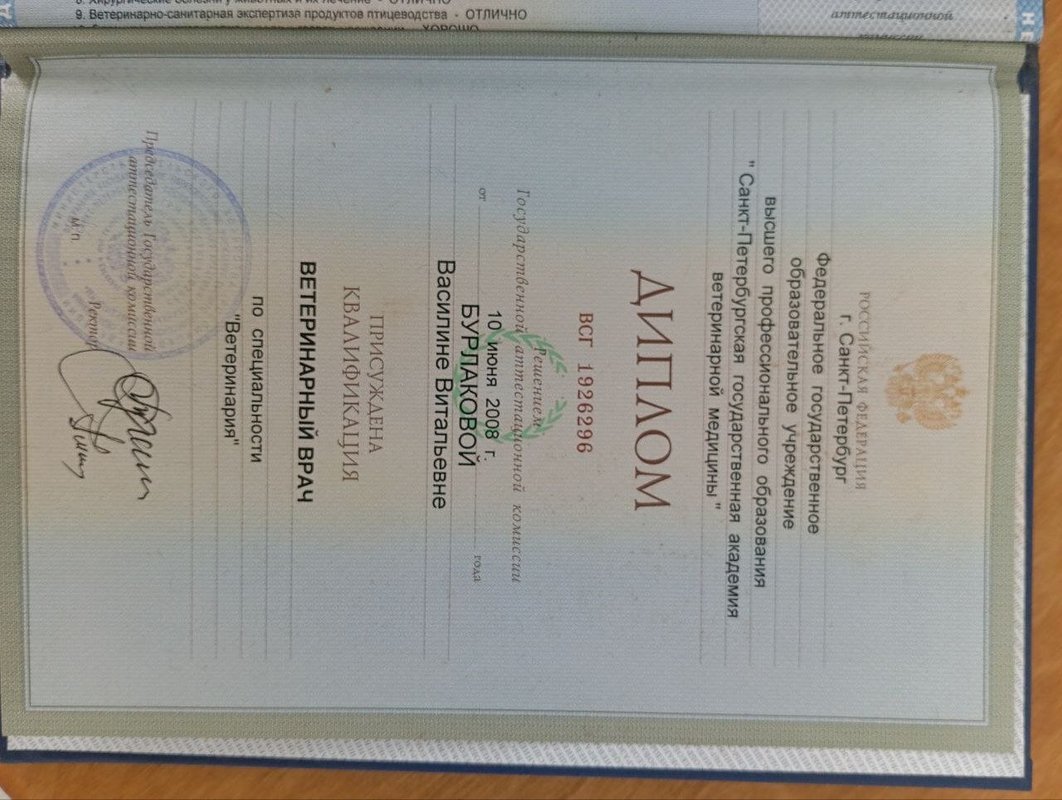 9. Ветеринарно-санитарная экспертиза продуктов птицеводства - ОТЛИЧНО
аттестационной
РОССИЙСКАЯ ФЕДЕРАЦИЯ
г. Санкт-Петербург
Федеральное государственное
образовательное учреждение
высшего профессионального образования
" Санкт-Петербургская государственная академия
ветеринарной медицины "
ДИПЛОМ
ВСГ 1926296
Решением
Государственной аттестационной комиссии
от 10 июня 2008 г. года
БУРЛАКОВОЙ
Василине Витальевне
ПРИСУЖДЕНА
КВАЛИФИКАЦИЯ
ВЕТЕРИНАРНЫЙ ВРАЧ
по специальности
"Ветеринария"
Председатель Государственной
аттестационной комиссии
Ректор
М.П.